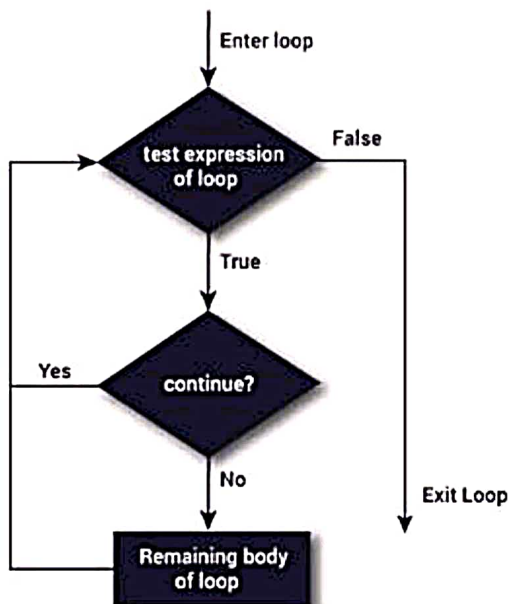 Enter loop
test expression
of loop
False
True
Yes
continue?
No
Exit Loop
Remaining body
of loop